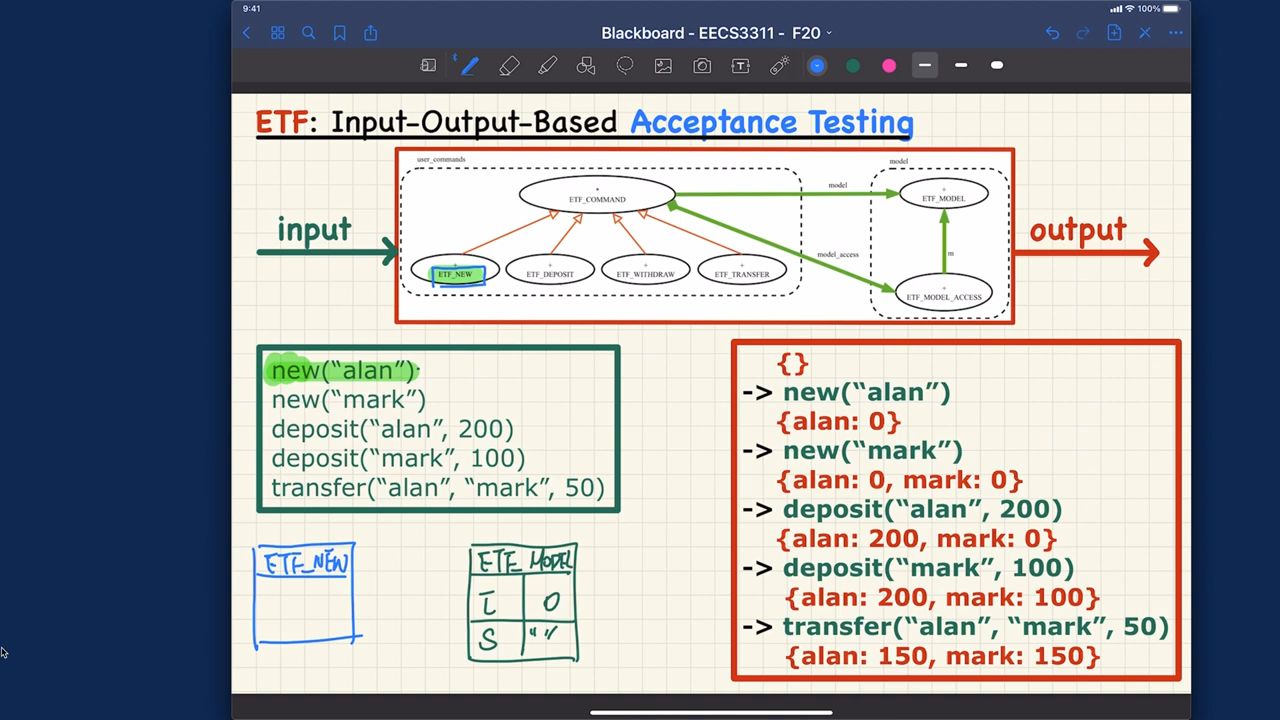 9:41
100%
Blackboard - EECS3311 - F20
ETF: Input-Output-Based Acceptance Testing
user_commands
model
ETF_COMMAND
model
ETF_MODEL
input
output
model_access
m
ETF_NEW
ETF_DEPOSIT
ETF_WITHDRAW
ETF_TRANSFER
ETF_MODEL_ACCESS
new(“alan”)
new(“mark”)
deposit(“alan”, 200)
deposit(“mark”, 100)
transfer(“alan”, “mark”, 50)
{}
-> new(“alan”)
{alan: 0}
-> new(“mark”)
{alan: 0, mark: 0}
-> deposit(“alan”, 200)
{alan: 200, mark: 0}
-> deposit(“mark”, 100)
{alan: 200, mark: 100}
-> transfer(“alan”, “mark”, 50)
{alan: 150, mark: 150}
ETF_NEW
ETF_MODEL
I 0
S “ ”